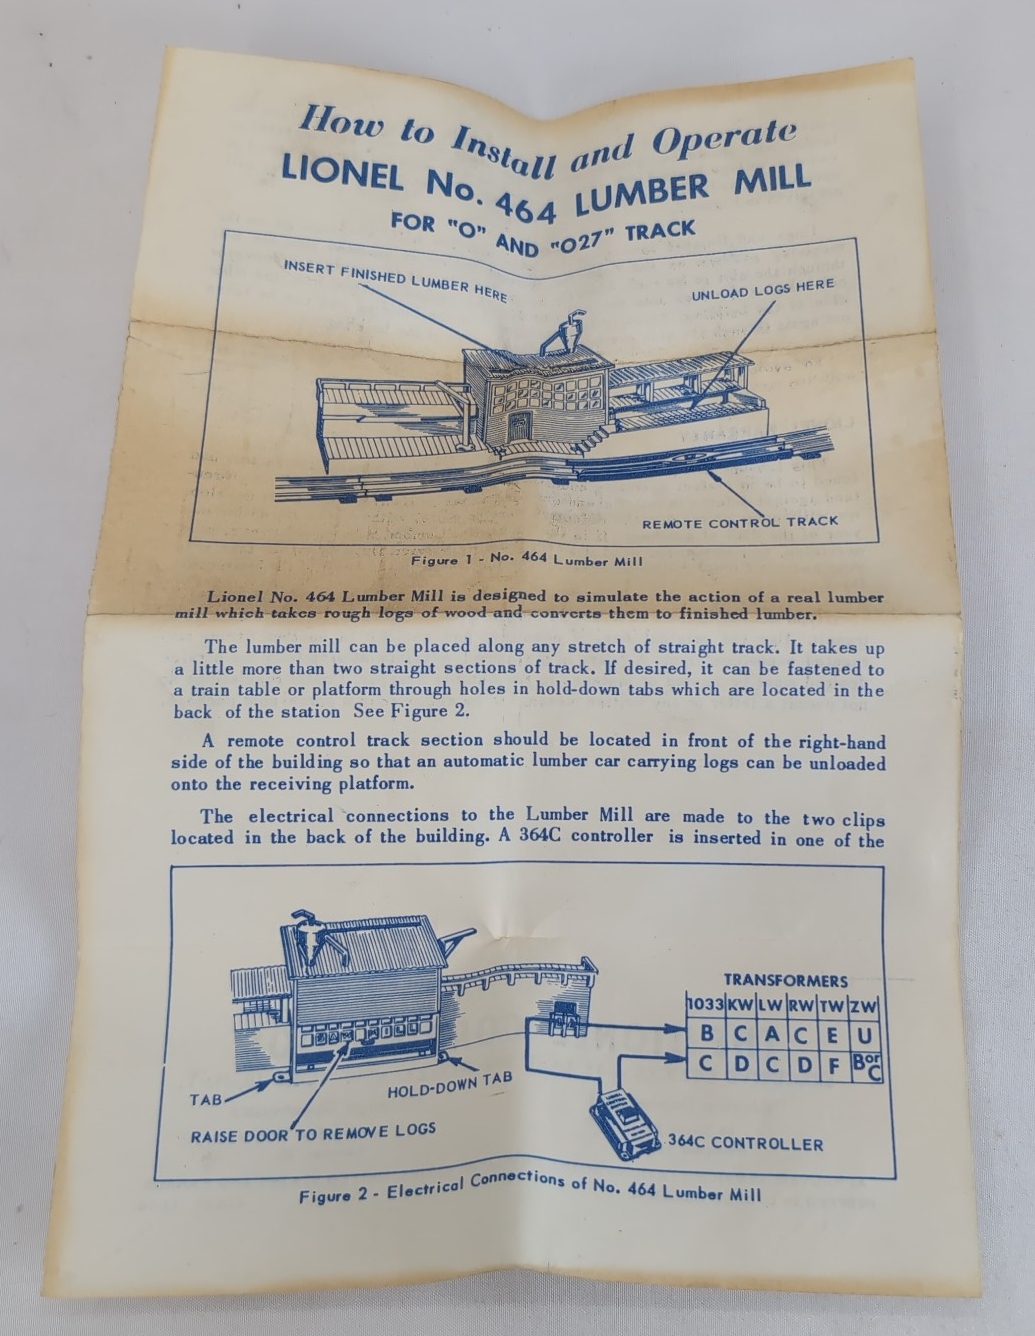 How to Install and Operate
LIONEL No. 464 LUMBER MILL
FOR "O" AND "O27" TRACK
INSERT FINISHED LUMBER HERE
UNLOAD LOGS HERE
REMOTE CONTROL TRACK
Figure 1 - No. 464 Lumber Mill
Lionel No. 464 Lumber Mill is designed to simulate the action of a real lumber
mill which takes rough logs of wood and converts them to finished lumber.
The lumber mill can be placed along any stretch of straight track. It takes up
a little more than two straight sections of track. If desired, it can be fastened to
a train table or platform through holes in hold-down tabs which are located in the
back of the station See Figure 2.
A remote control track section should be located in front of the right-hand
side of the building so that an automatic lumber car carrying logs can be unloaded
onto the receiving platform.
The electrical connections to the Lumber Mill are made to the two clips
located in the back of the building. A 364C controller is inserted in one of the
TRANSFORMERS
1033 KW LW RW TW ZW
B C A C E U
C D C D F B or C
TAB
HOLD-DOWN TAB
RAISE DOOR TO REMOVE LOGS
364C CONTROLLER
Figure 2 - Electrical Connections of No. 464 Lumber Mill